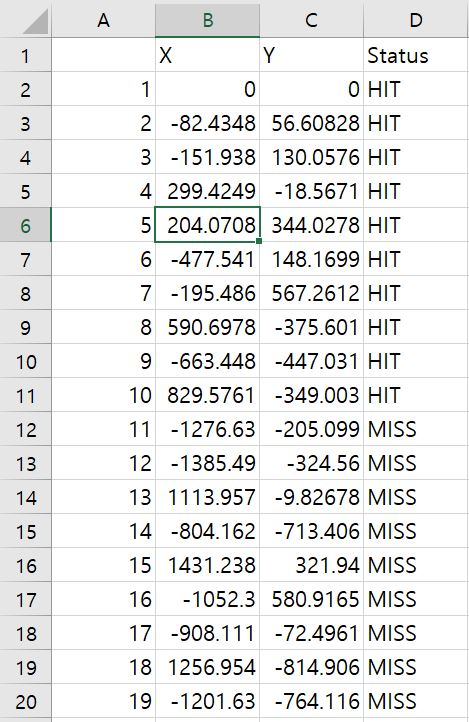 A B C D
1 X Y Status
2 1 0 0 HIT
3 2 -82.4348 56.60828 HIT
4 3 -151.938 130.0576 HIT
5 4 299.4249 -18.5671 HIT
6 5 204.0708 344.0278 HIT
7 6 -477.541 148.1699 HIT
8 7 -195.486 567.2612 HIT
9 8 590.6978 -375.601 HIT
10 9 -663.448 -447.031 HIT
11 10 829.5761 -349.003 HIT
12 11 -1276.63 -205.099 MISS
13 12 -1385.49 -324.56 MISS
14 13 1113.957 -9.82678 MISS
15 14 -804.162 -713.406 MISS
16 15 1431.238 321.94 MISS
17 16 -1052.3 580.9165 MISS
18 17 -908.111 -72.4961 MISS
19 18 1256.954 -814.906 MISS
20 19 -1201.63 -764.116 MISS